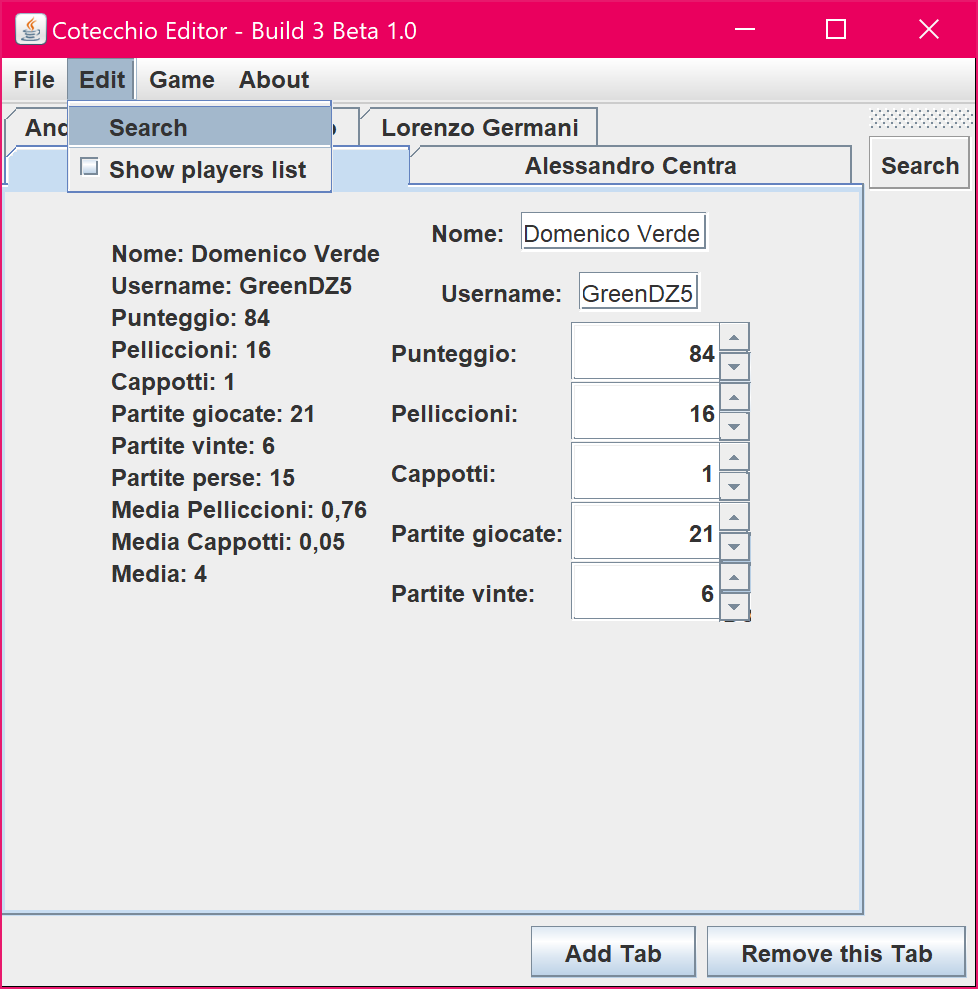 Cotecchio Editor - Build 3 Beta 1.0
File Edit Game About
Search
Show players list
Lorenzo Germani
Alessandro Centra
Search
Nome: Domenico Verde
Username: GreenDZ5
Punteggio: 84
Pelliccioni: 16
Cappotti: 1
Partite giocate: 21
Partite vinte: 6
Partite perse: 15
Media Pelliccioni: 0,76
Media Cappotti: 0,05
Media: 4
Nome: Domenico Verde
Username: GreenDZ5
Punteggio: 84
Pelliccioni: 16
Cappotti: 1
Partite giocate: 21
Partite vinte: 6
Add Tab Remove this Tab